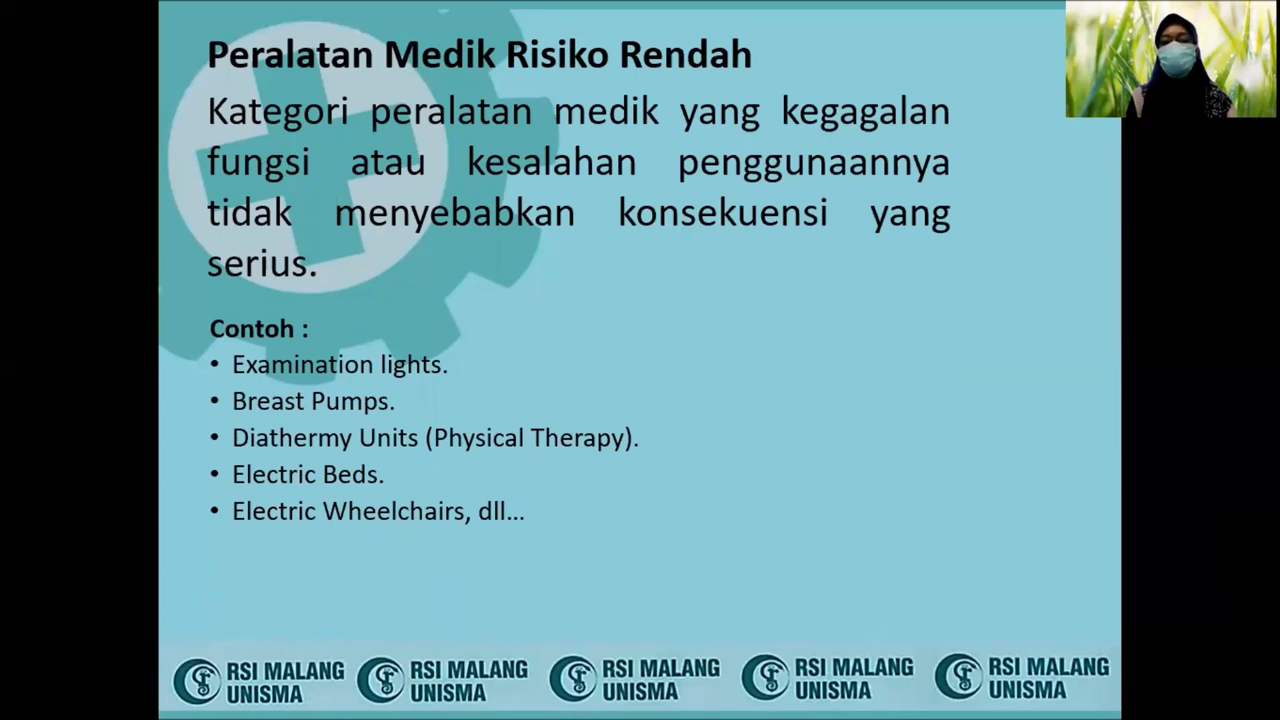 Peralatan Medik Risiko Rendah
Kategori peralatan medik yang kegagalan
fungsi atau kesalahan penggunaannya
tidak menyebabkan konsekuensi yang
serius.
Contoh :
• Examination lights.
• Breast Pumps.
• Diathermy Units (Physical Therapy).
• Electric Beds.
• Electric Wheelchairs, dll...
RSI MALANG UNISMA
RSI MALANG UNISMA
RSI MALANG UNISMA
RSI MALANG UNISMA
RSI MALANG UNISMA